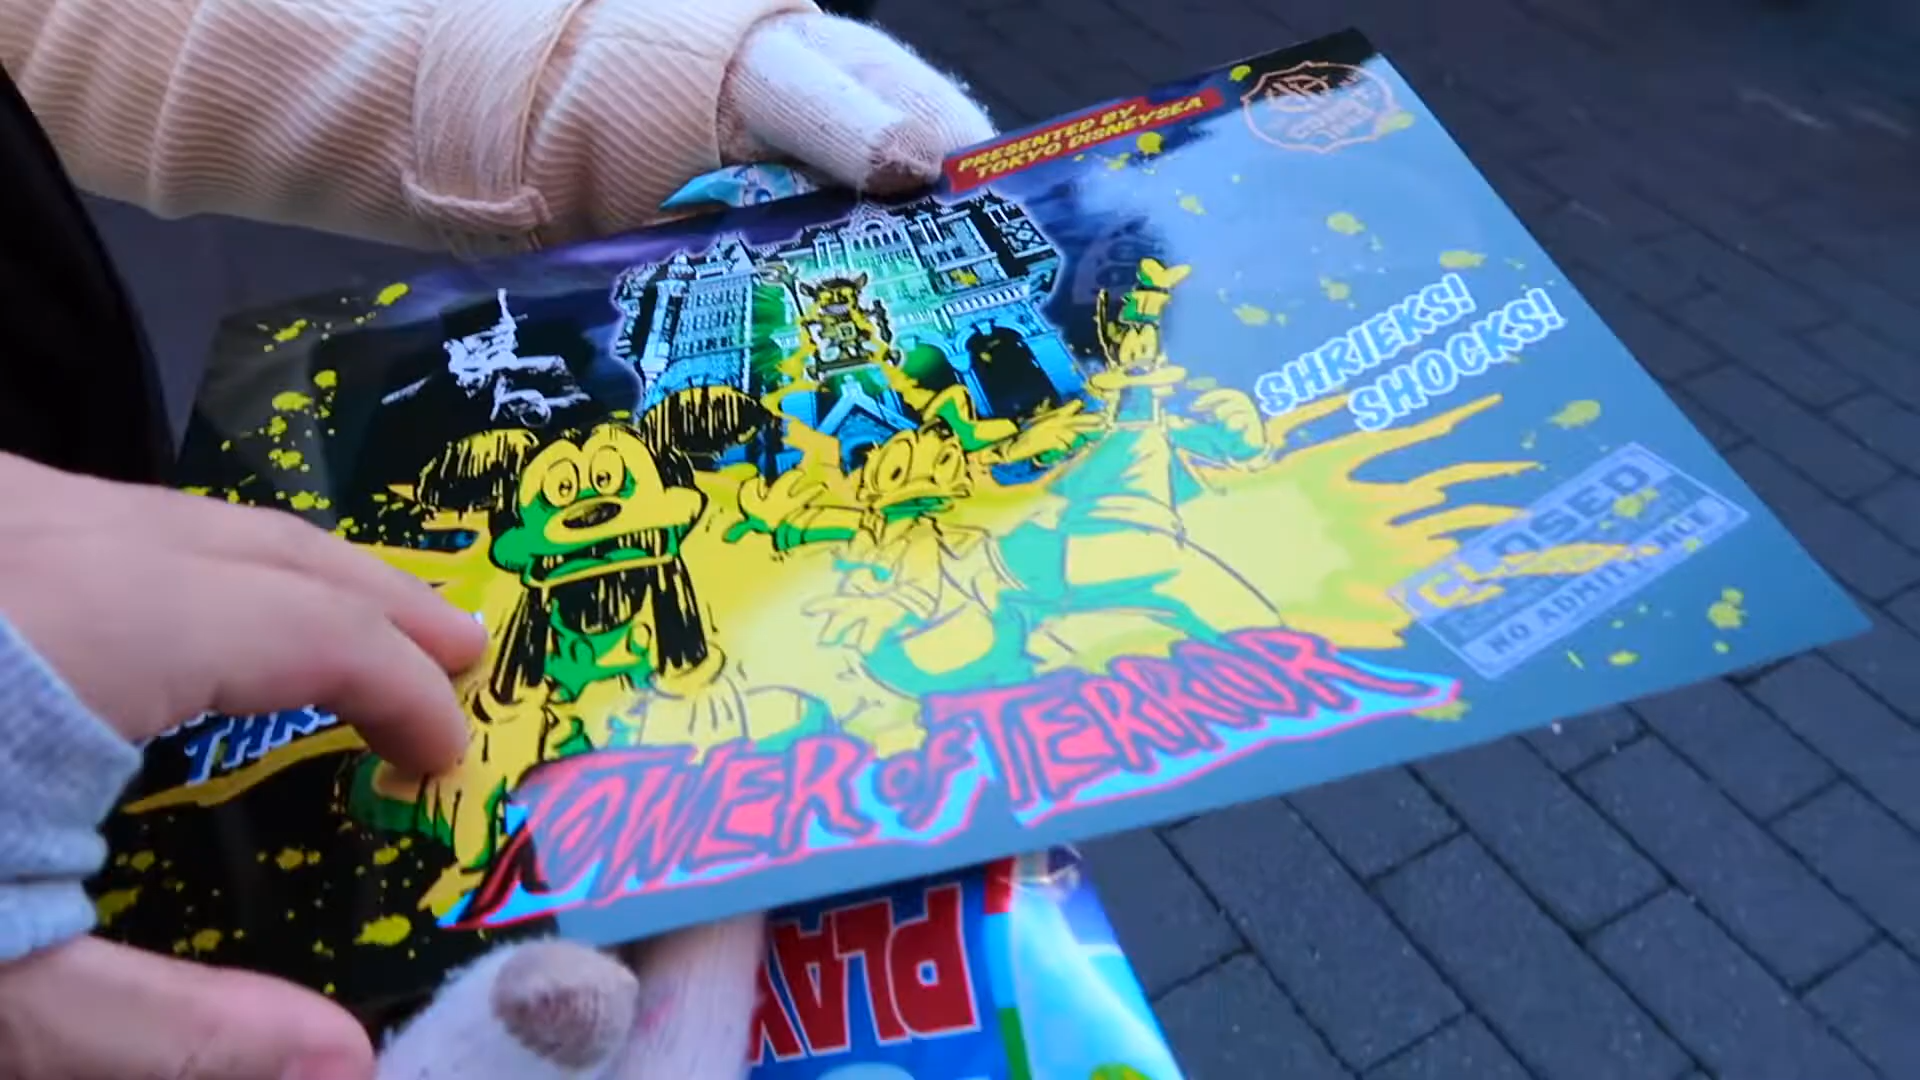 PRESENTED BY
TOKYO DISNEYSEA
SHRIEKS!
SHOCKS!
CLOSED
NO ADMITTANCE
TOWER OF TERROR
PLAY